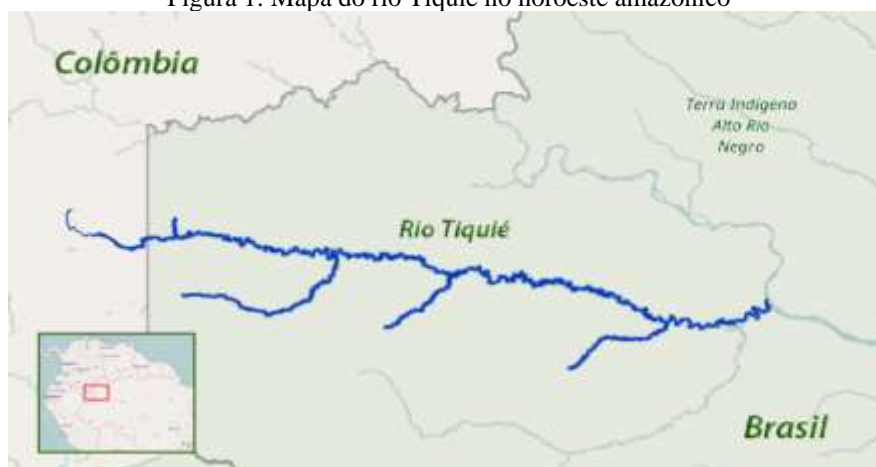 Figura 1: Mapa do rio Tiquié no noroeste amazônico
Colômbia
Terra Indígena
Alto Rio
Negro
Rio Tiquié
Brasil